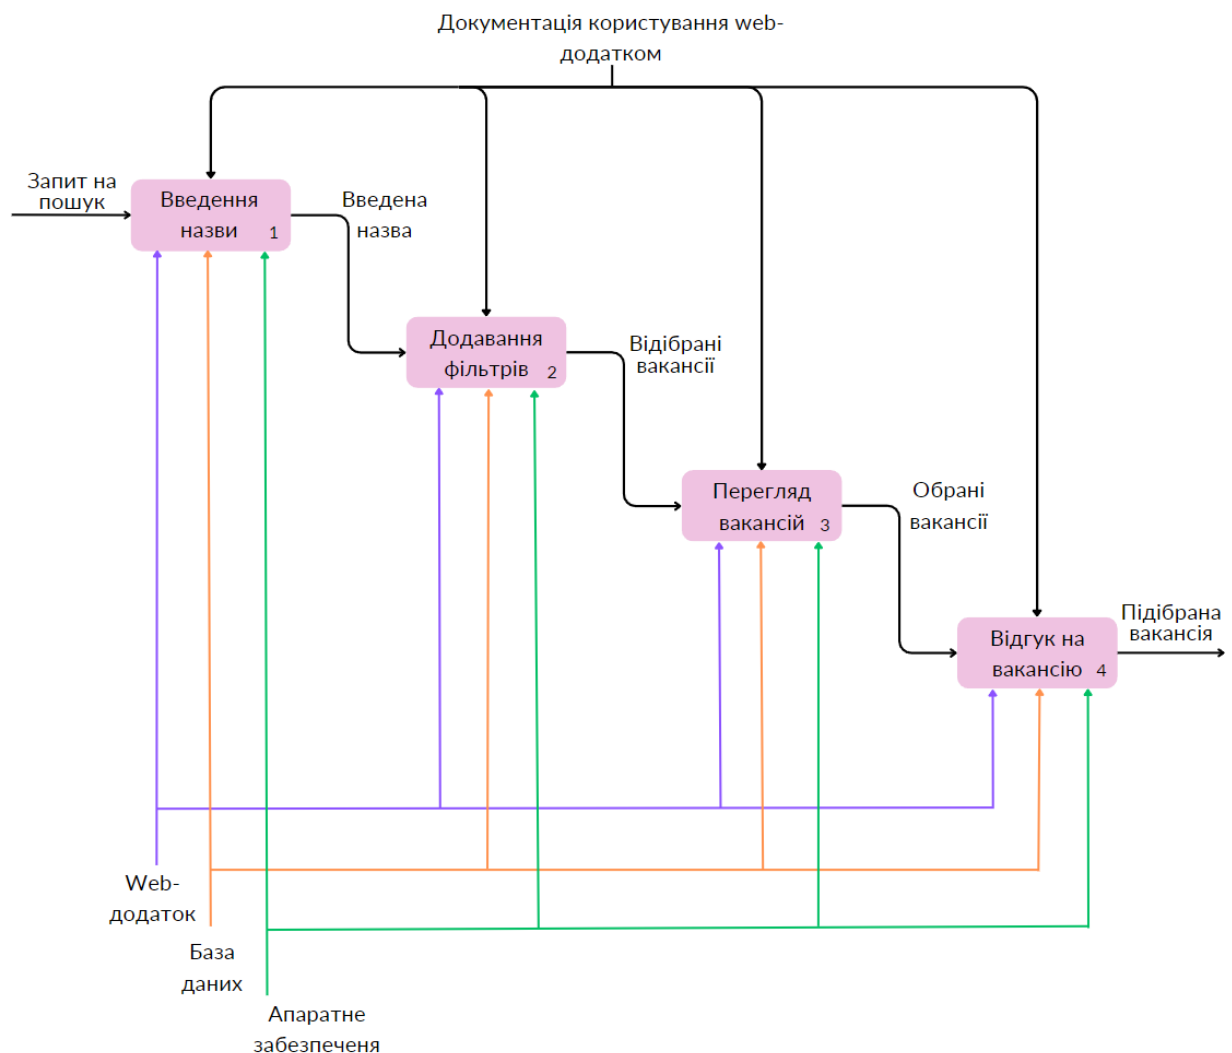 Документація користування web-
додатком
Запит на
пошук
Введення
назви 1
Введена
назва
Додавання
фільтрів 2
Відібрані
вакансії
Перегляд
вакансій 3
Обрані
вакансії
Відгук на
вакансію 4
Підібрана
вакансія
Web-
додаток
База
даних
Апаратне
забезпеченя